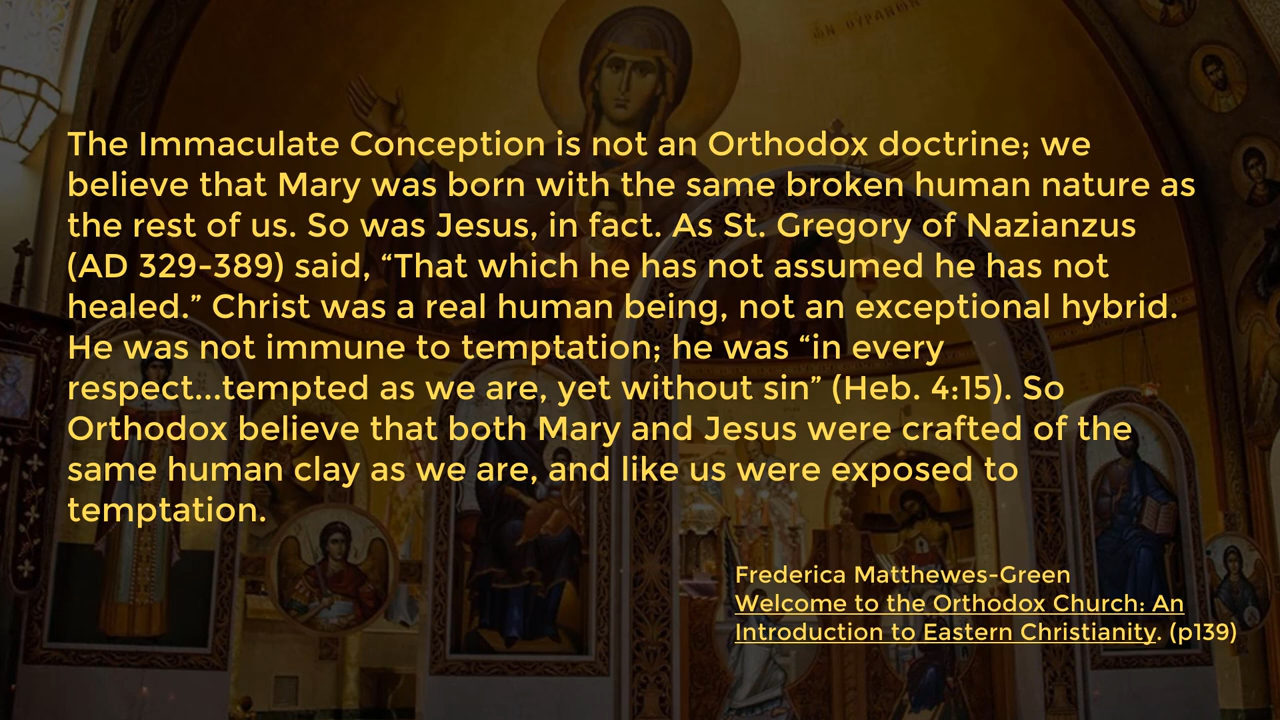 ὧν οὐρανῶν
The Immaculate Conception is not an Orthodox doctrine; we
believe that Mary was born with the same broken human nature as
the rest of us. So was Jesus, in fact. As St. Gregory of Nazianzus
(AD 329-389) said, “That which he has not assumed he has not
healed.” Christ was a real human being, not an exceptional hybrid.
He was not immune to temptation; he was “in every
respect...tempted as we are, yet without sin” (Heb. 4:15). So
Orthodox believe that both Mary and Jesus were crafted of the
same human clay as we are, and like us were exposed to
temptation.
Frederica Matthewes-Green
Welcome to the Orthodox Church: An
Introduction to Eastern Christianity. (p139)